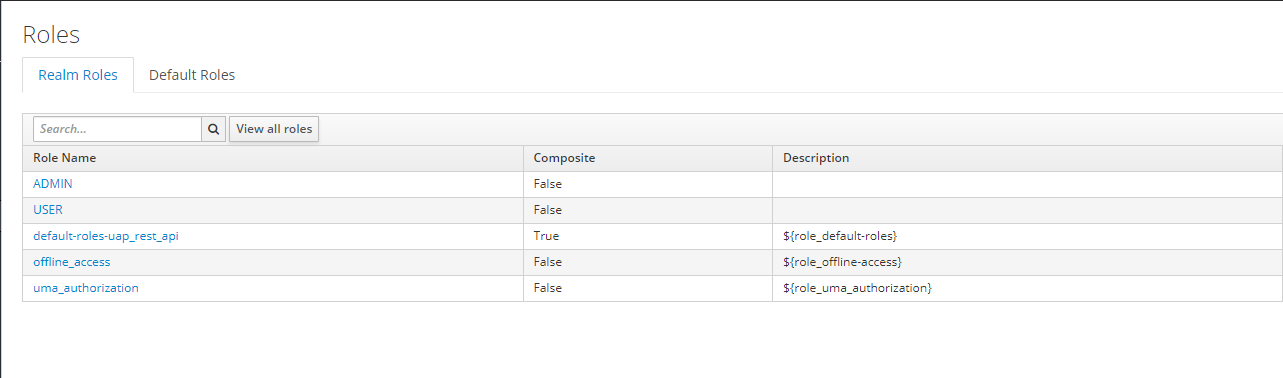 Roles
Realm Roles Default Roles
Search... View all roles
Role Name Composite Description
ADMIN False
USER False
default-roles-uap_rest_api True ${role_default-roles}
offline_access False ${role_offline-access}
uma_authorization False ${role_uma_authorization}